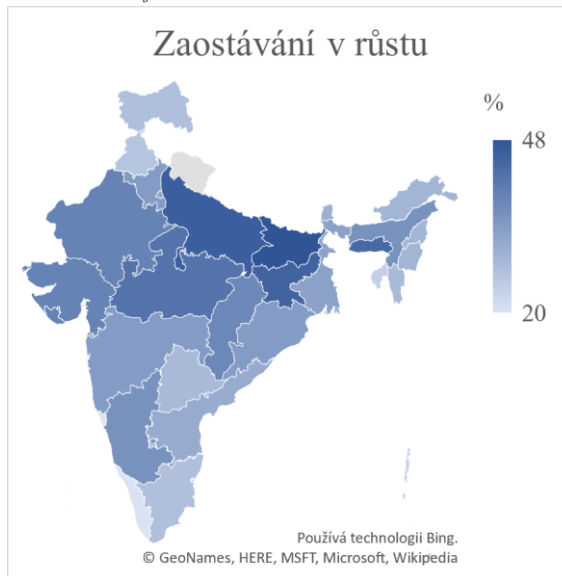 Zaostávání v růstu
%
48
20
Používá technologii Bing.
© GeoNames, HERE, MSFT, Microsoft, Wikipedia